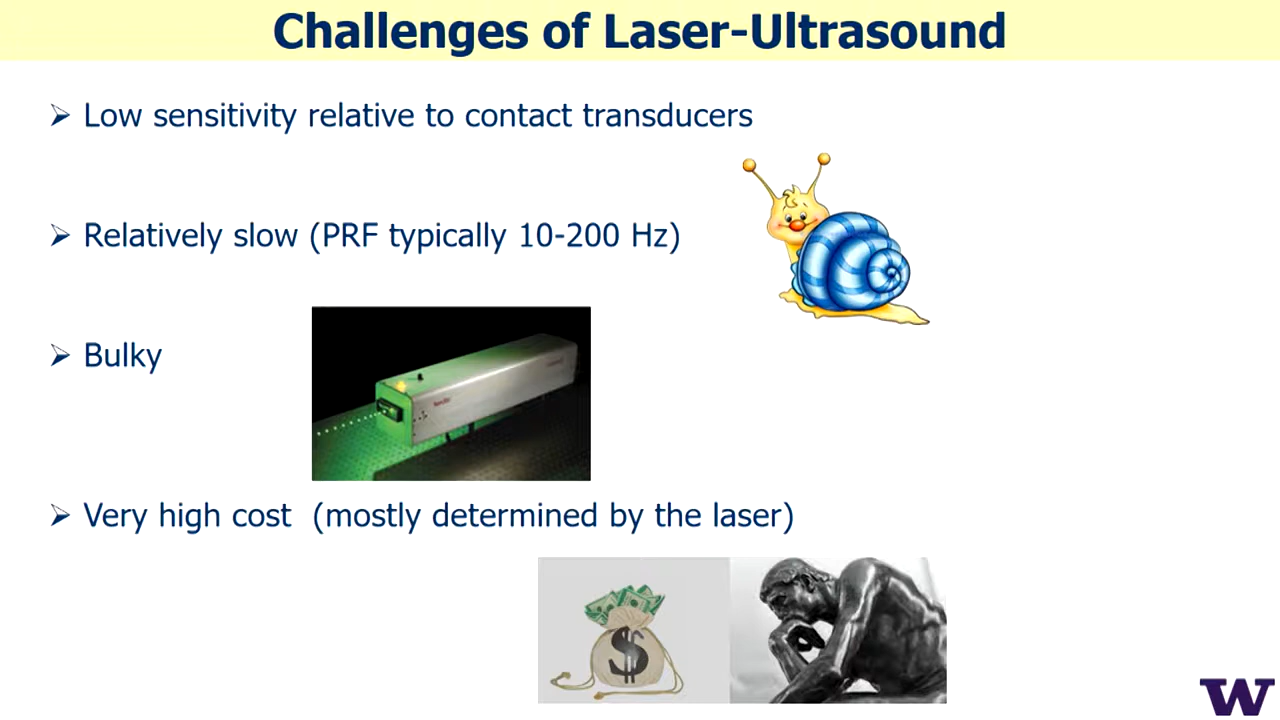 Challenges of Laser-Ultrasound
➢ Low sensitivity relative to contact transducers
➢ Relatively slow (PRF typically 10-200 Hz)
➢ Bulky
➢ Very high cost (mostly determined by the laser)
$
W